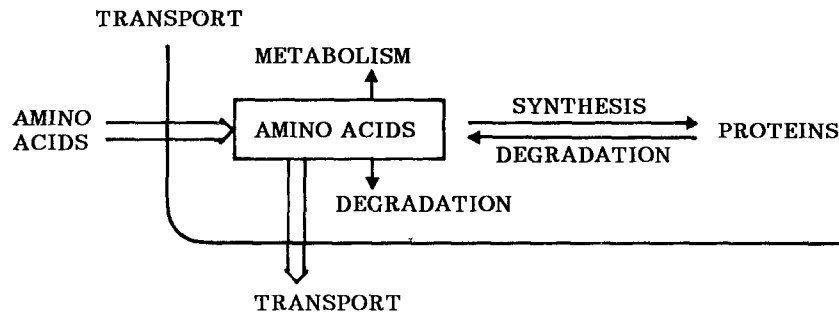 TRANSPORT
METABOLISM
AMINO
ACIDS
AMINO ACIDS
SYNTHESIS
DEGRADATION
PROTEINS
DEGRADATION
TRANSPORT